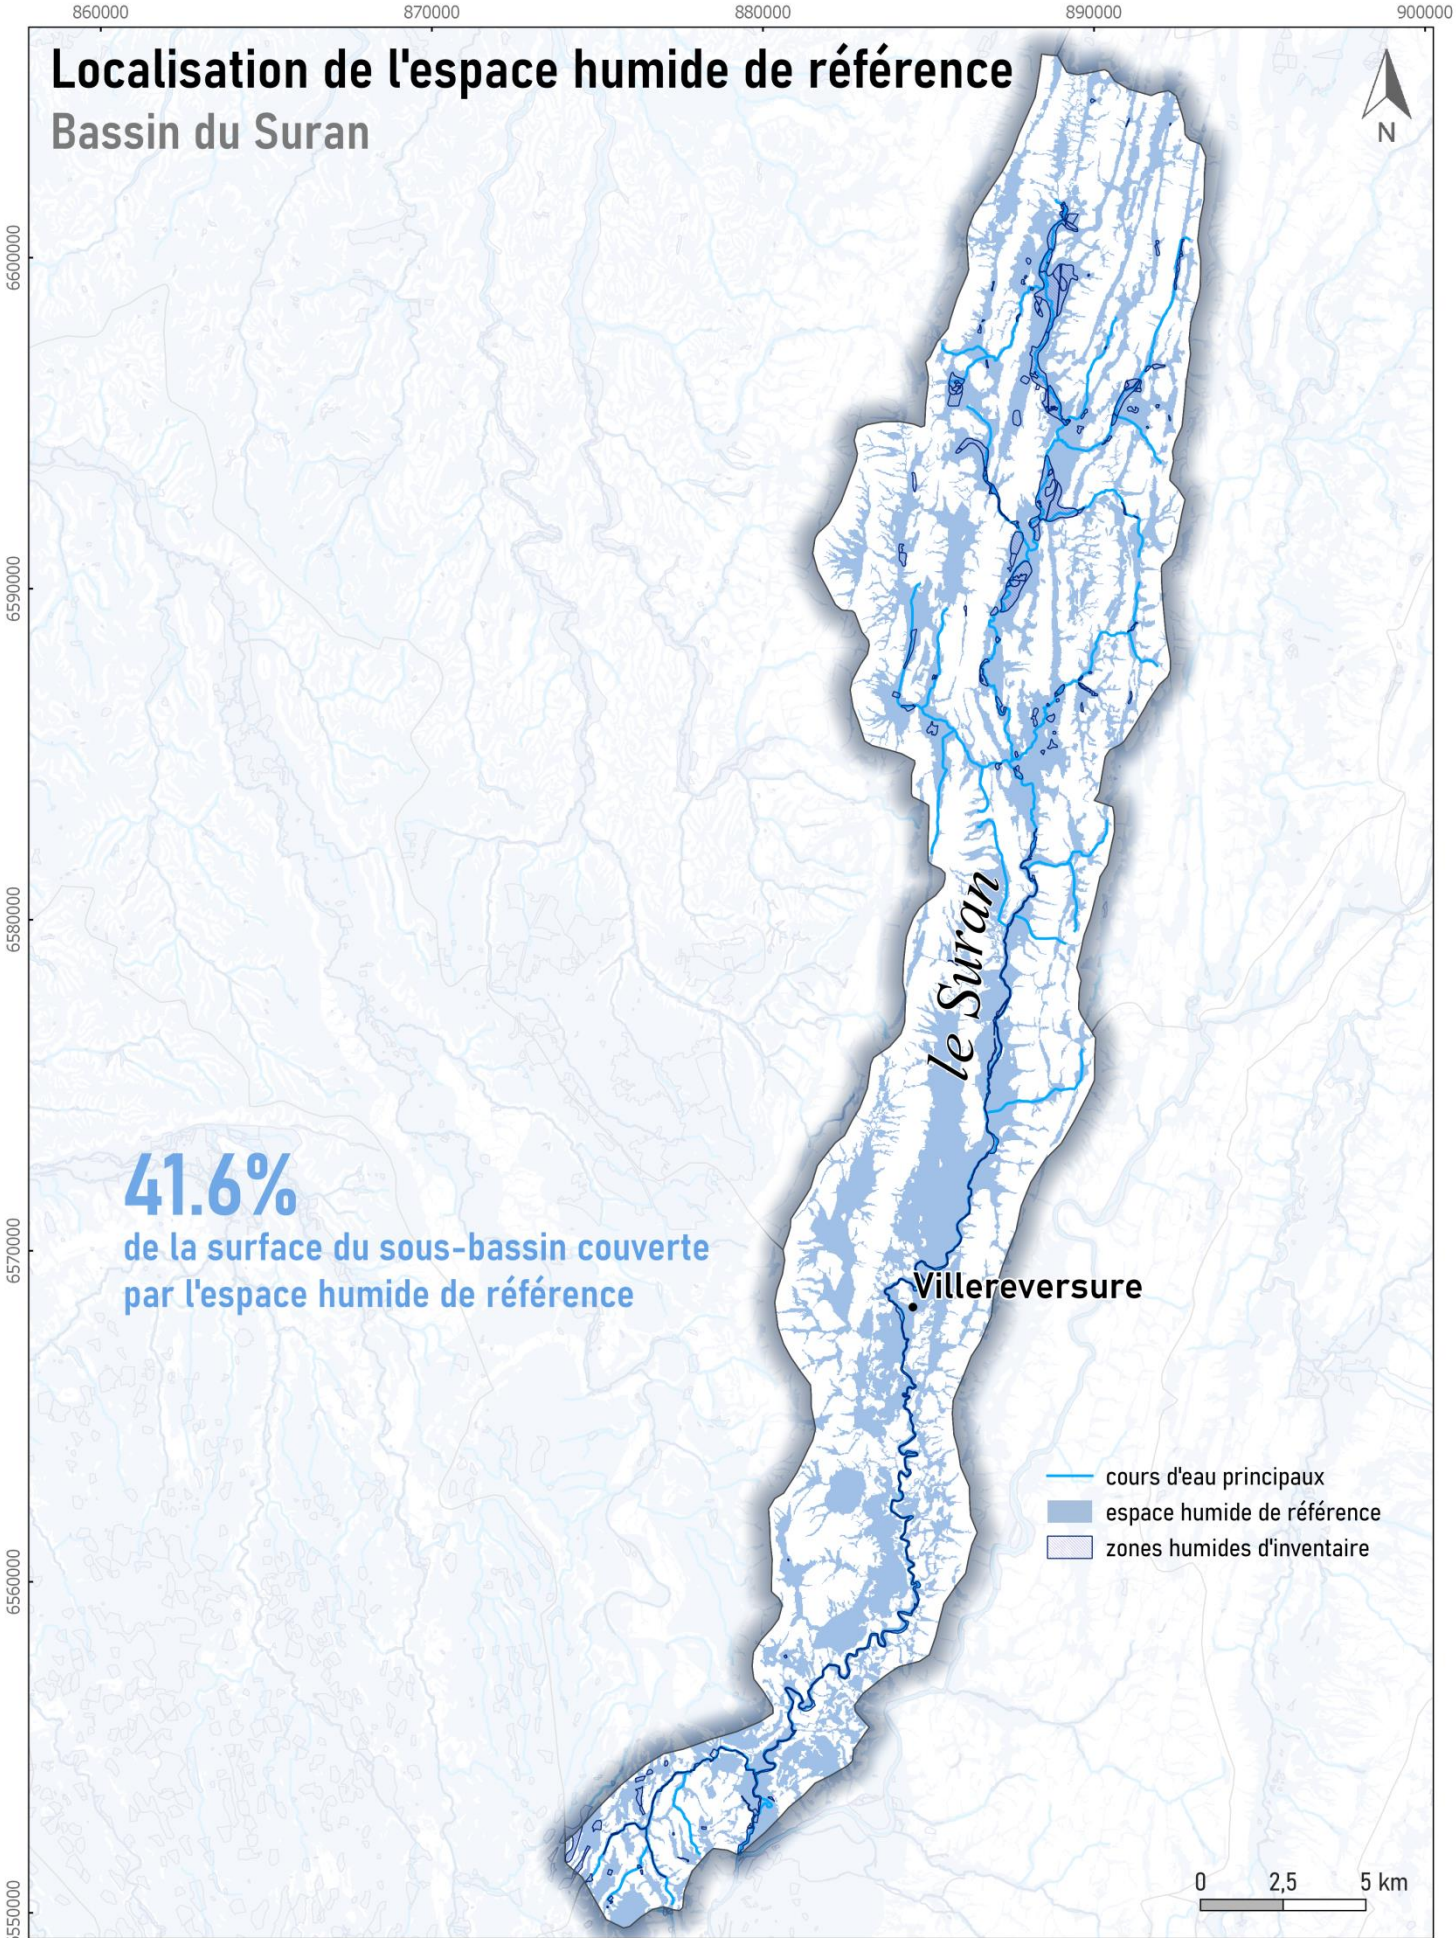 860000 870000 880000 890000 900000
Localisation de l'espace humide de référence
Bassin du Suran
N
6600000
6590000
6580000
le Suran
41.6%
de la surface du sous-bassin couverte
par l'espace humide de référence
6570000
Villereversure
cours d'eau principaux
espace humide de référence
zones humides d'inventaire
6560000
0 2,5 5 km